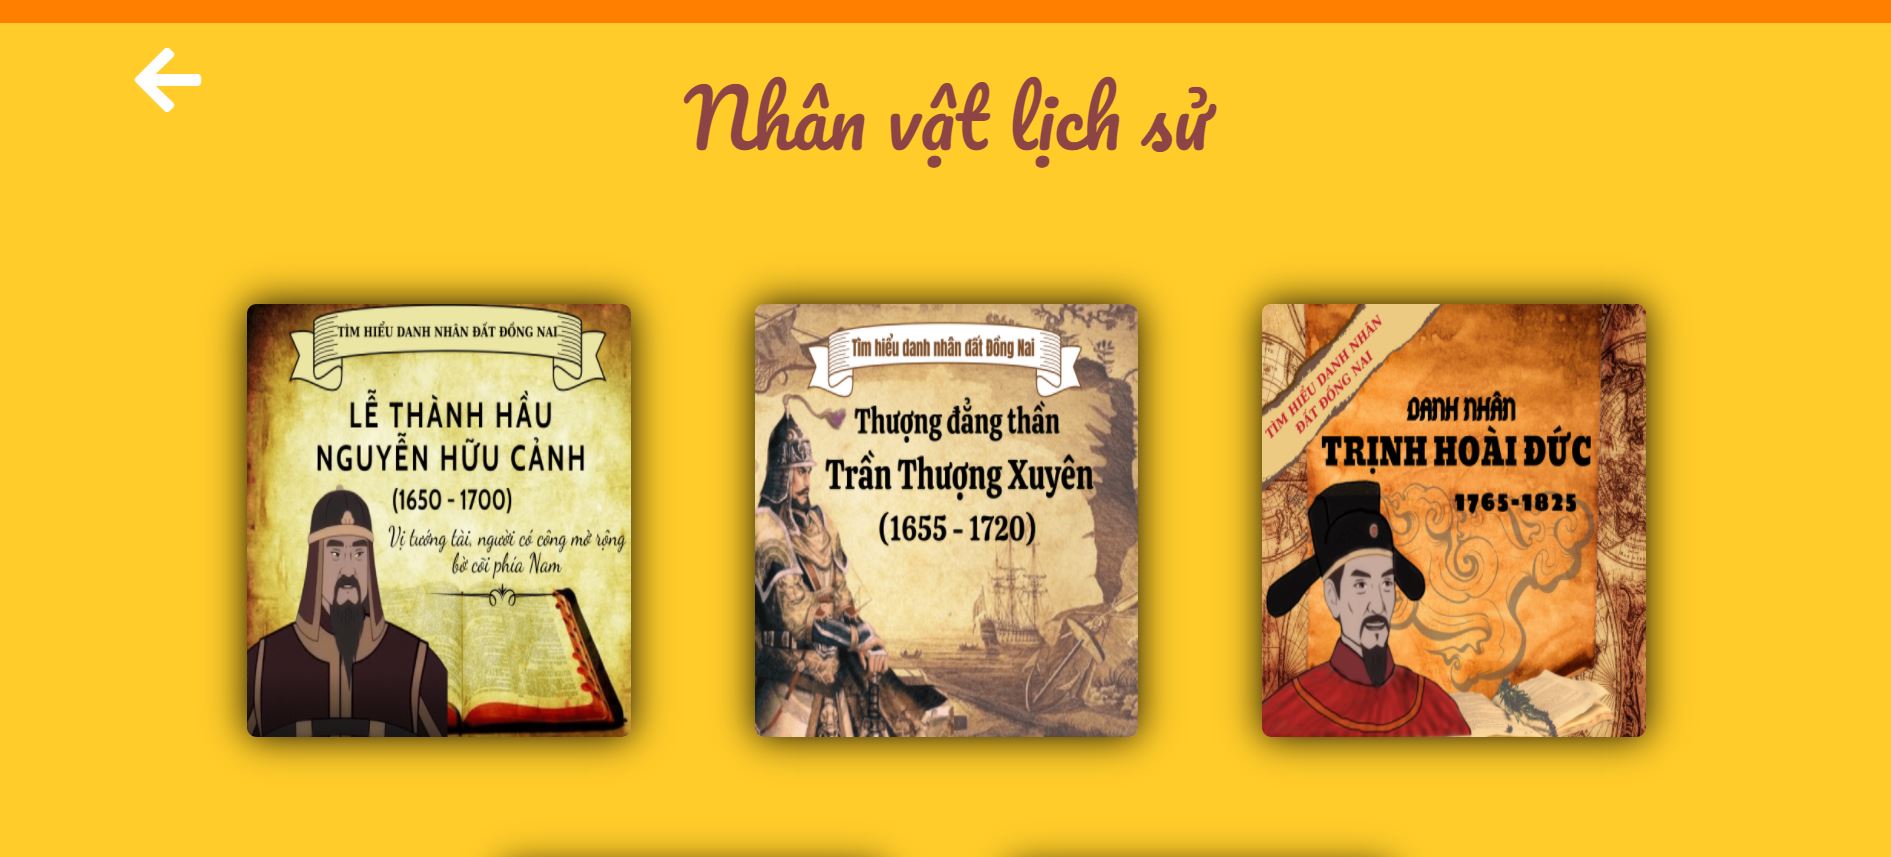 Nhân vật lịch sử
TÌM HIỂU DANH NHÂN ĐẤT ĐỒNG NAI
LỄ THÀNH HẦU
NGUYỄN HỮU CẢNH
(1650 - 1700)
Vị tướng tài, người có công mở rộng
bờ cõi phía Nam
Tìm hiểu danh nhân đất Đồng Nai
Thượng đẳng thần
Trần Thượng Xuyên
(1655 - 1720)
TÌM HIỂU DANH NHÂN
ĐẤT ĐỒNG NAI
DANH NHÂN
TRỊNH HOÀI ĐỨC
1765-1825